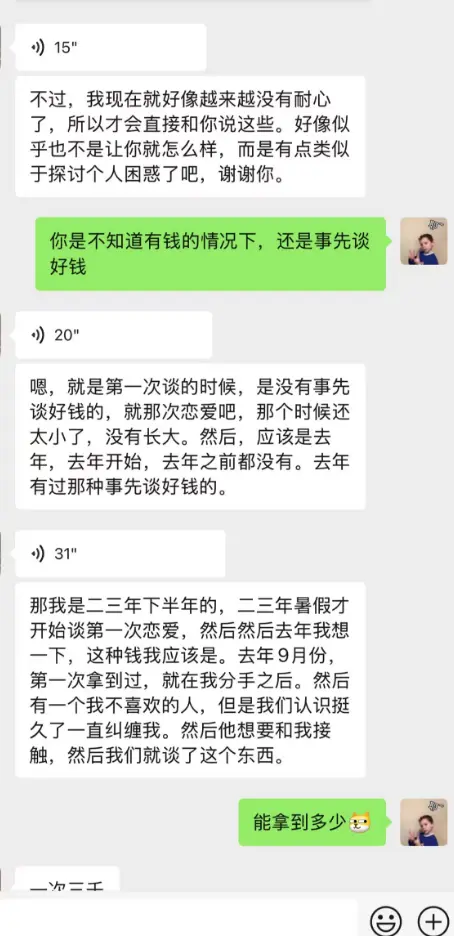 15"
不过，我现在就好像越来越没有耐心
了，所以才会直接和你说这些。好像似
乎也不是让你就怎么样，而是有点类似
于探讨个人困惑了吧，谢谢你。
你是不知道有钱的情况下，还是事先谈
好钱
20"
嗯，就是第一次谈的时候，是没有事先
谈好钱的，就那次恋爱吧，那个时候还
太小了，没有长大。然后，应该是去
年，去年开始，去年之前都没有。去年
有过那种事先谈好钱的。
31"
那我是二三年下半年的，二三年暑假才
开始谈第一次恋爱，然后然后去年我想
一下，这种钱我应该是。去年9月份，
第一次拿到过，就在我分手之后。然后
有一个我不喜欢的人，但是我们认识挺
久了一直纠缠我。然后他想要和我接
触，然后我们就谈了这个东西。
能拿到多少
一次三千